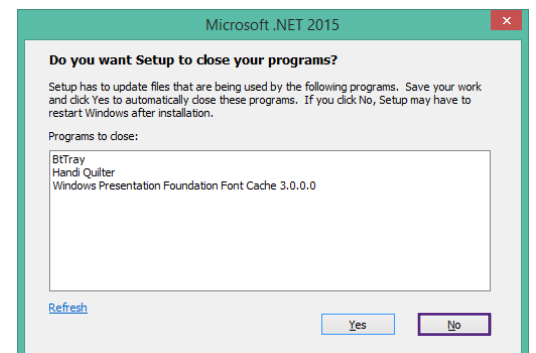 Microsoft .NET 2015
Do you want Setup to close your programs?
Setup has to update files that are being used by the following programs. Save your work
and click Yes to automatically close these programs. If you click No, Setup may have to
restart Windows after installation.
Programs to close:
BtTray
Handi Quilter
Windows Presentation Foundation Font Cache 3.0.0.0
Refresh
Yes
No